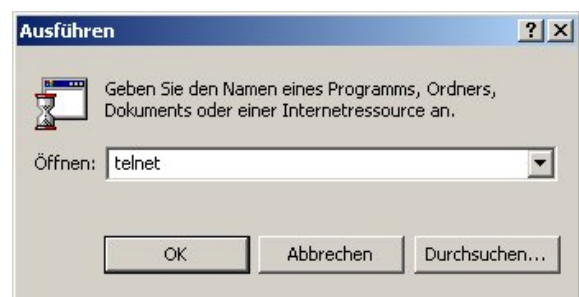 Ausführen
Geben Sie den Namen eines Programms, Ordners,
Dokuments oder einer Internetressource an.
Öffnen: telnet
OK Abbrechen Durchsuchen...